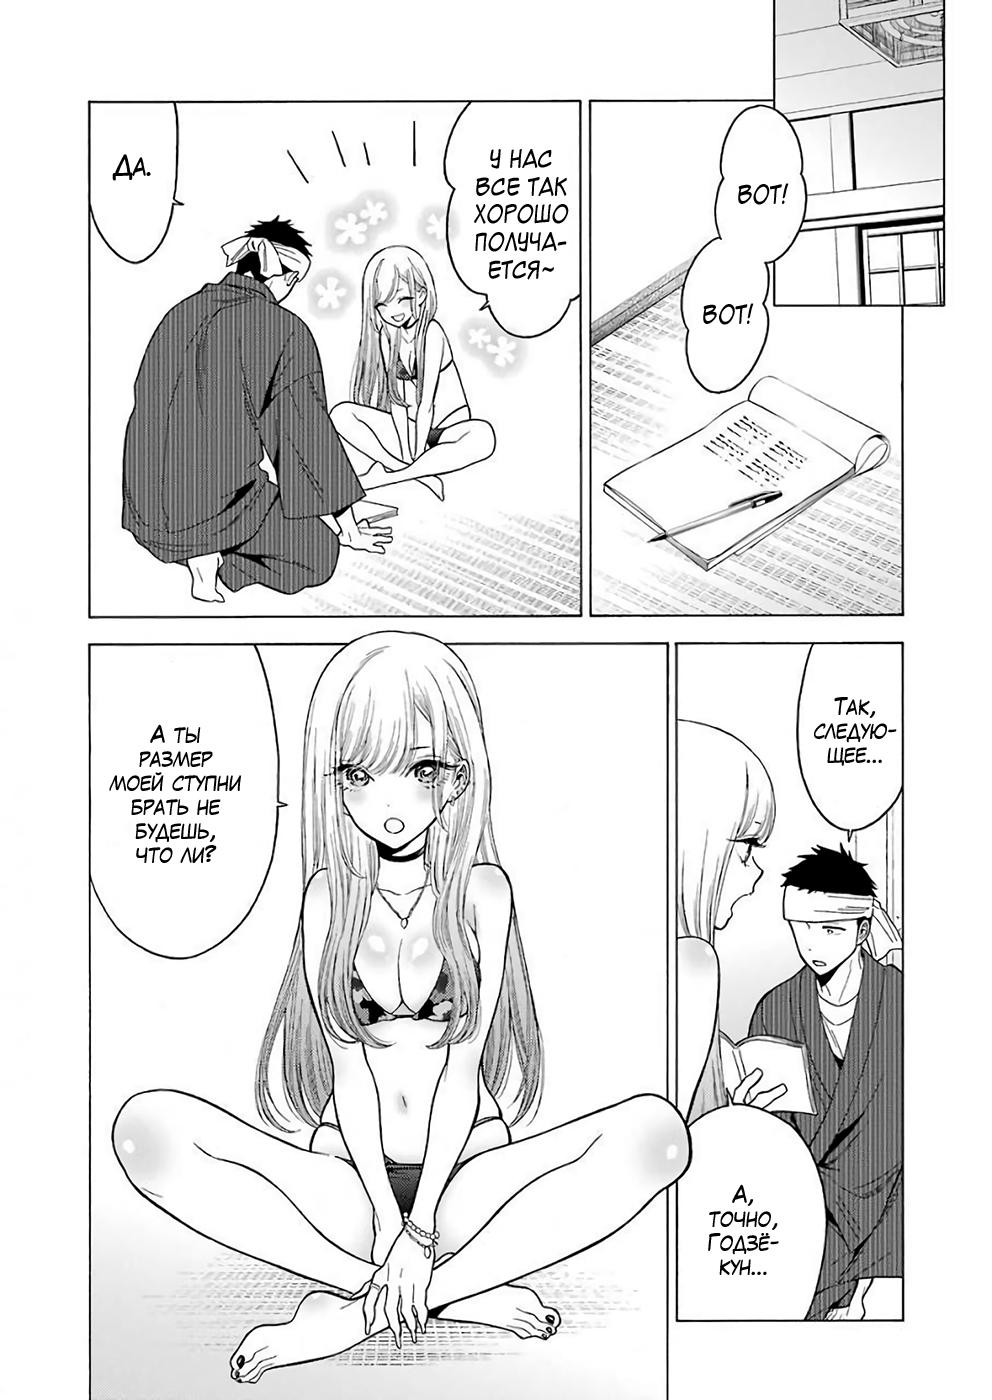 ВОТ!
ВОТ!
У НАС
ВСЕ ТАК
ХОРОШО
ПОЛУЧА-
ЕТСЯ~
ДА.
ТАК,
СЛЕДУЮ-
ЩЕЕ...
А,
ТОЧНО,
ГОДЗЁ-
КУН...
А ТЫ
РАЗМЕР
МОЕЙ СТУПНИ
БРАТЬ НЕ
БУДЕШЬ,
ЧТО ЛИ?